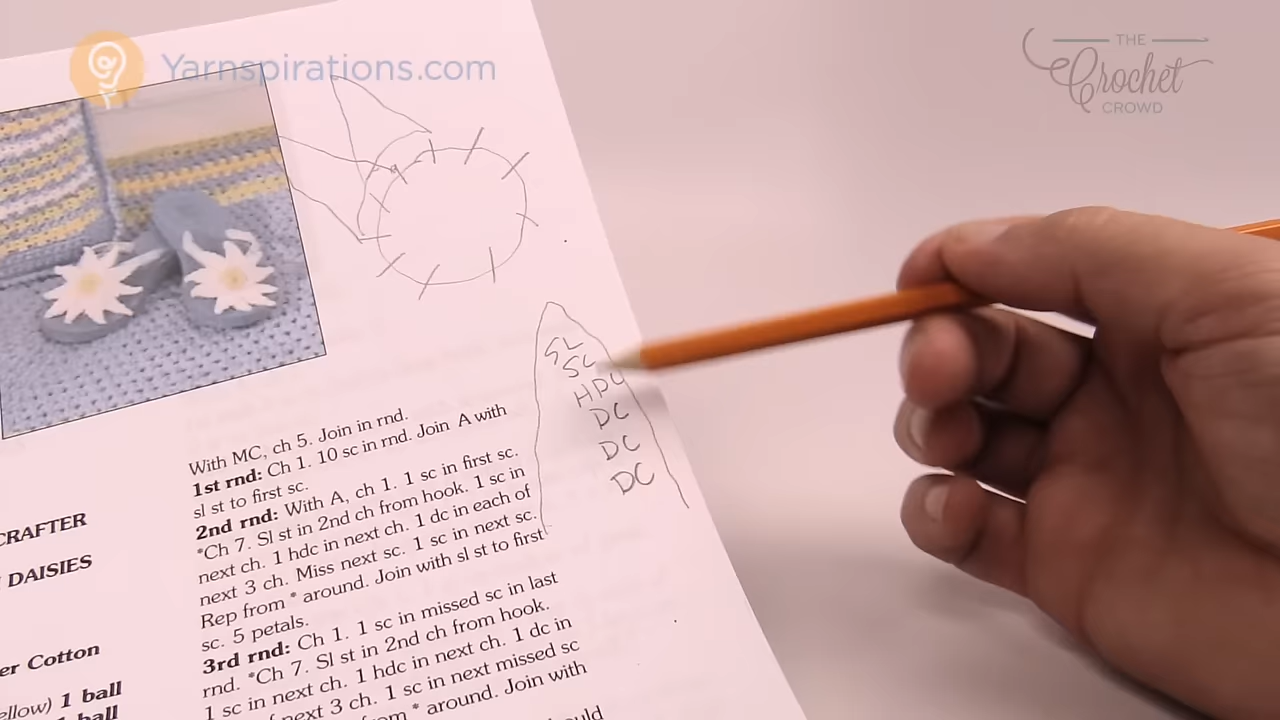 Yarnspirations.com
THE
Crochet
CROWD
SL
SC
HDC
DC
DC
DC
With MC, ch 5. Join in rnd.
1st rnd: Ch 1. 10 sc in rnd. Join A with
sl st to first sc.
2nd rnd: With A, ch 1. 1 sc in first sc.
*Ch 7. Sl st in 2nd ch from hook. 1 sc in
next ch. 1 hdc in next ch. 1 dc in each of
next 3 ch. Miss next sc. 1 sc in next sc.
Rep from * around. Join with sl st to first
sc. 5 petals.
3rd rnd: Ch 1. 1 sc in missed sc in last
rnd. *Ch 7. Sl st in 2nd ch from hook.
1 sc in next ch. 1 hdc in next ch. 1 dc in
next 3 ch. 1 sc in next missed sc
* around. Join with
CRAFTER
DAISIES
Cotton
1 ball
ball